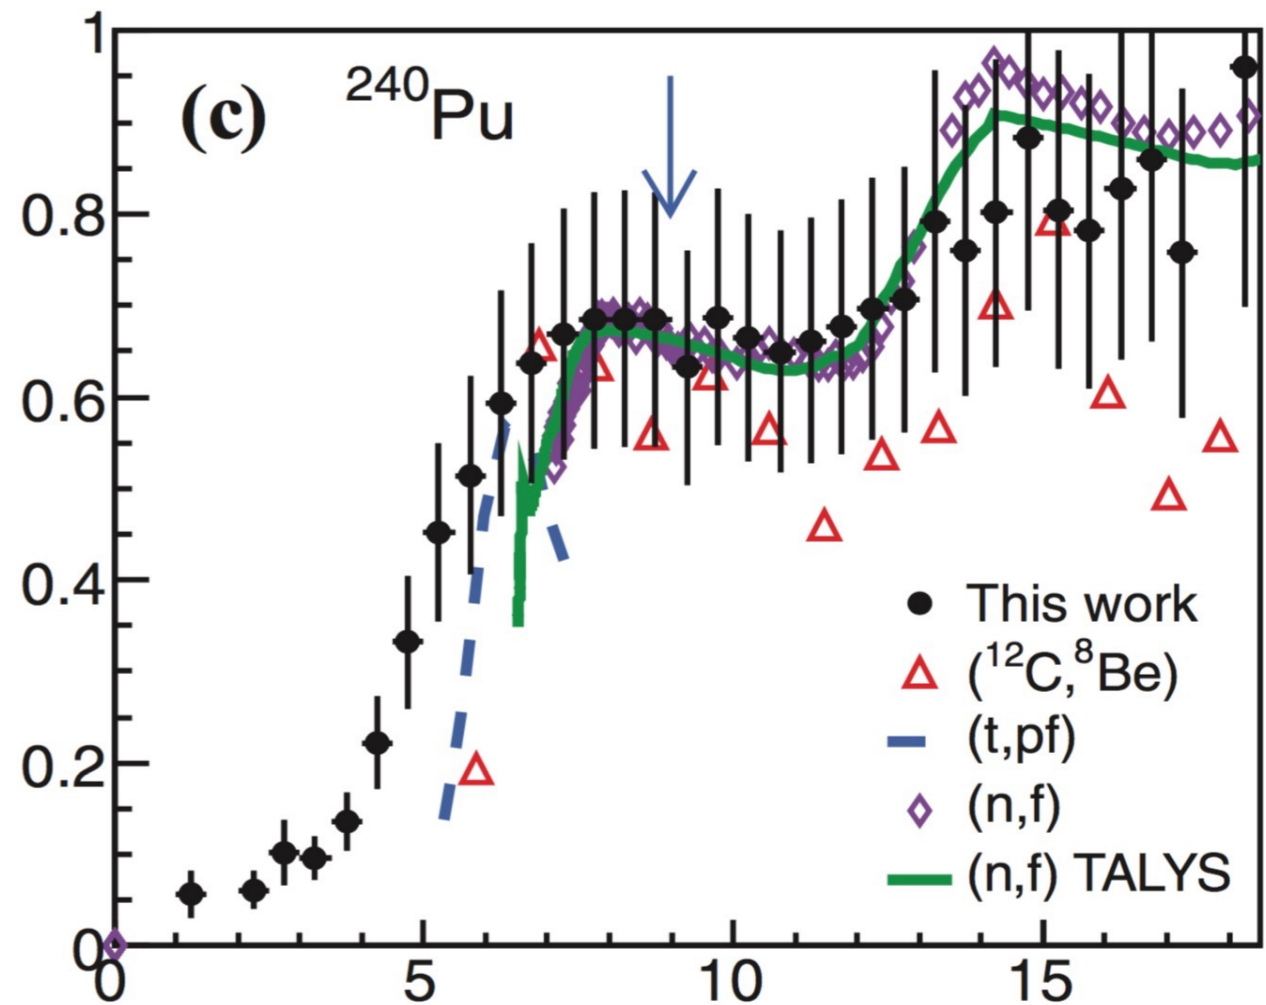 1
(c) ²⁴⁰Pu
0.8
0.6
0.4
0.2
0
This work
(¹²C,⁸Be)
(t,pf)
(n,f)
(n,f) TALYS
0 5 10 15